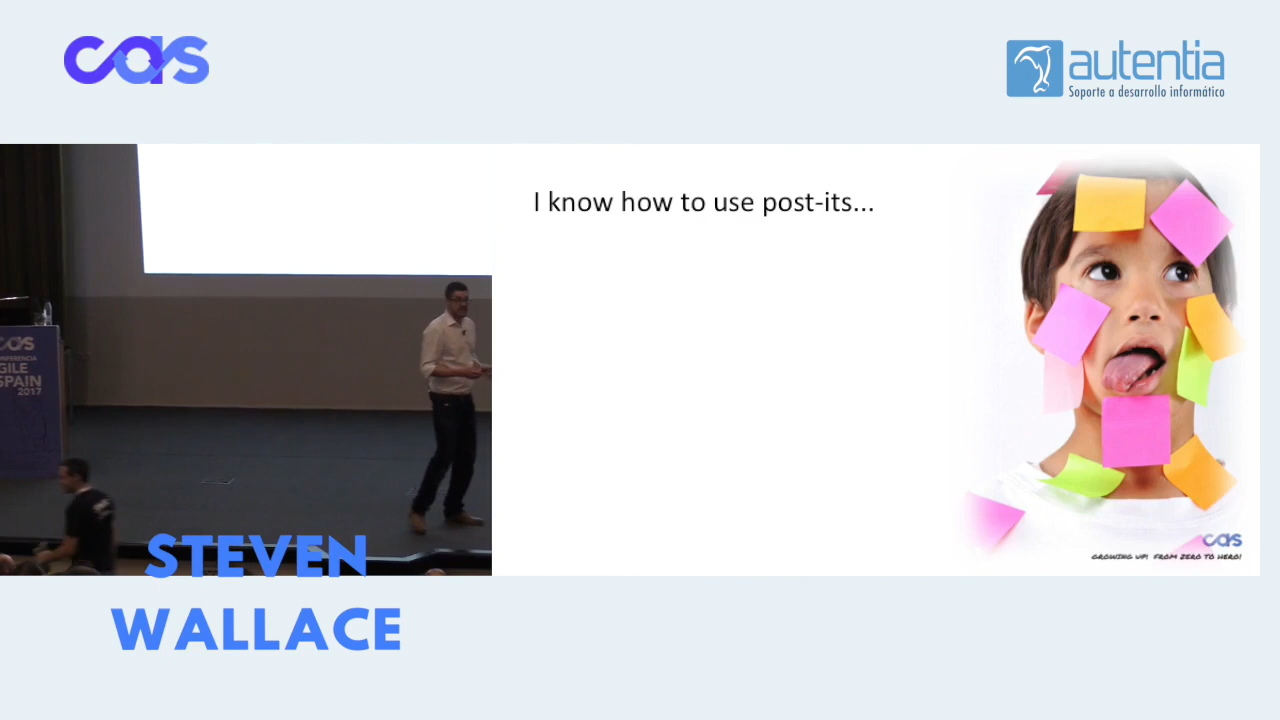 cas
autentia
Soporte a desarrollo informático
I know how to use post-its...
cas
CONFERENCIA
AGILE
SPAIN
2017
STEVEN
WALLACE
cas
GROWING UP! FROM ZERO TO HERO!